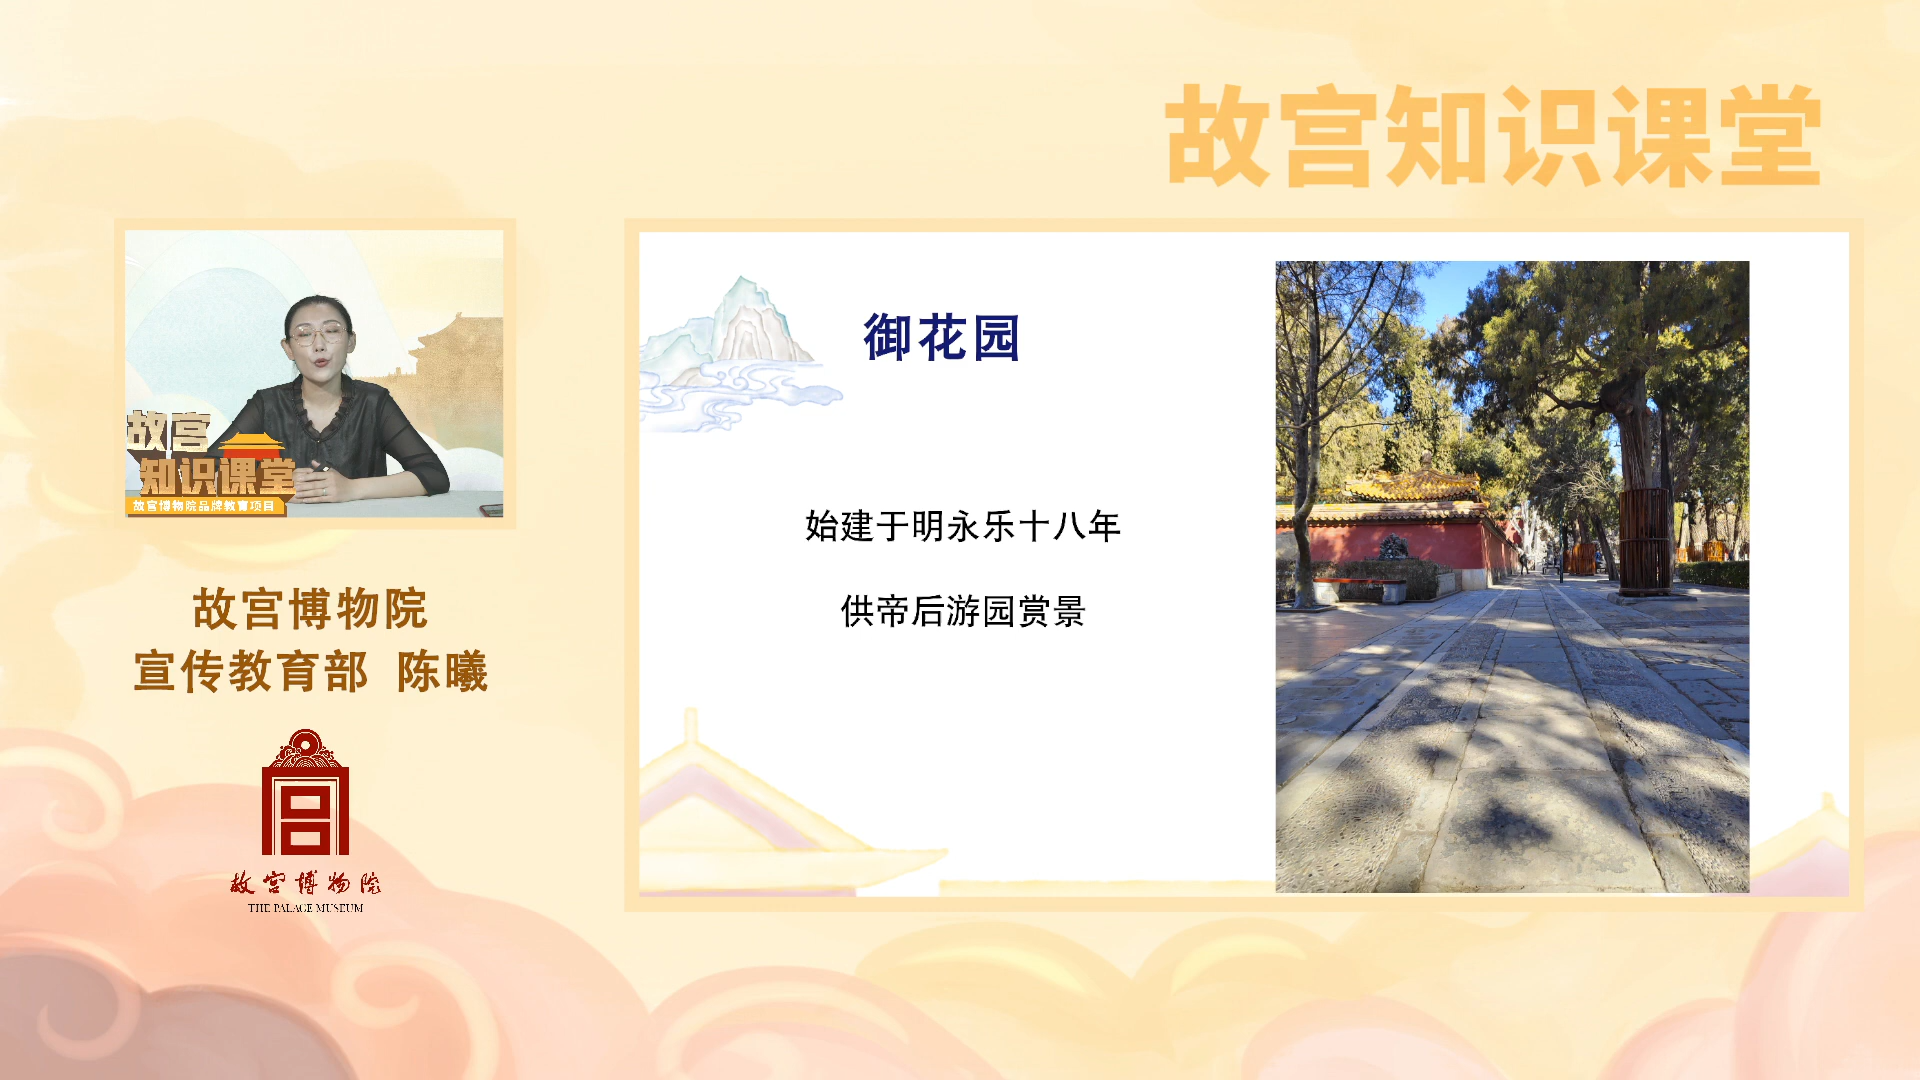 故宫知识课堂
故宫
知识课堂
故宫博物院品牌教育项目
故宫博物院
宣传教育部 陈曦
故宫博物院
THE PALACE MUSEUM
御花园
始建于明永乐十八年
供帝后游园赏景